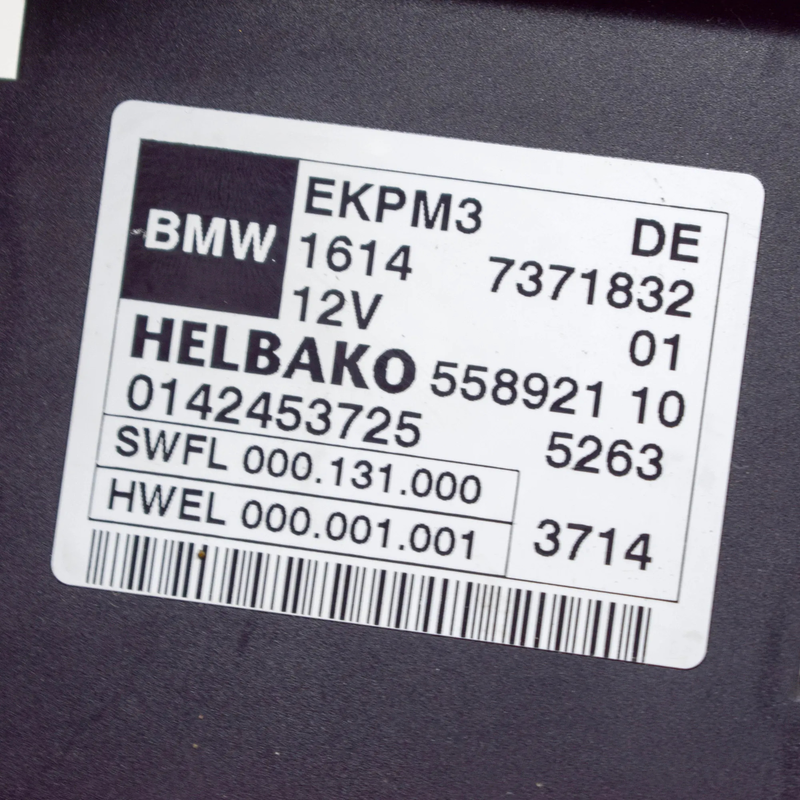 BMW
EKPM3 DE
1614 7371832
12V 01
HELBAKO 558921 10
0142453725 5263
SWFL 000.131.000
HWEL 000.001.001 3714